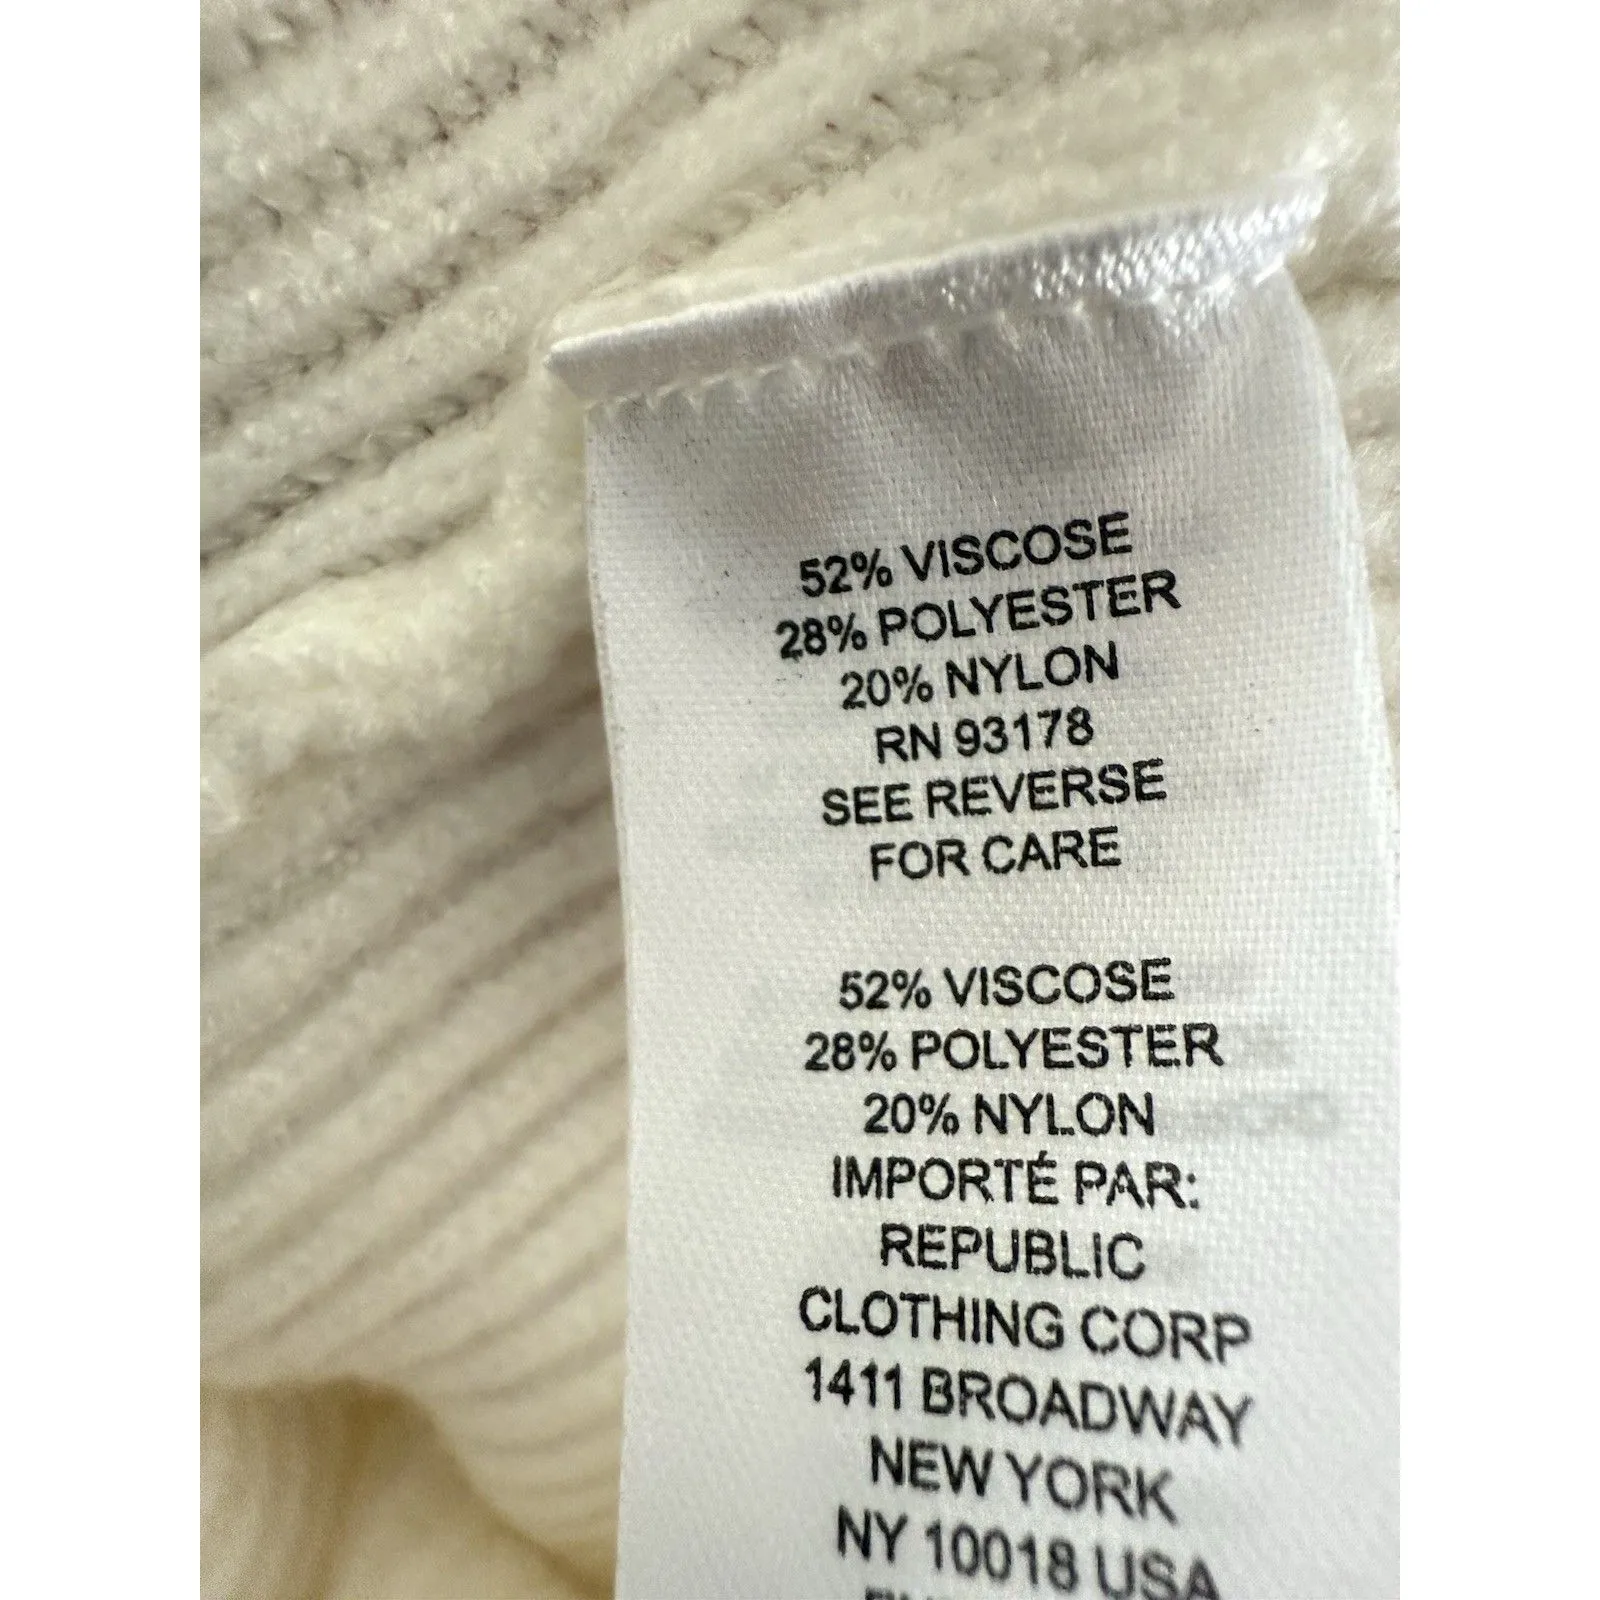 52% VISCOSE
28% POLYESTER
20% NYLON
RN 93178
SEE REVERSE
FOR CARE
52% VISCOSE
28% POLYESTER
20% NYLON
IMPORTÉ PAR:
REPUBLIC
CLOTHING CORP
1411 BROADWAY
NEW YORK
NY 10018 USA